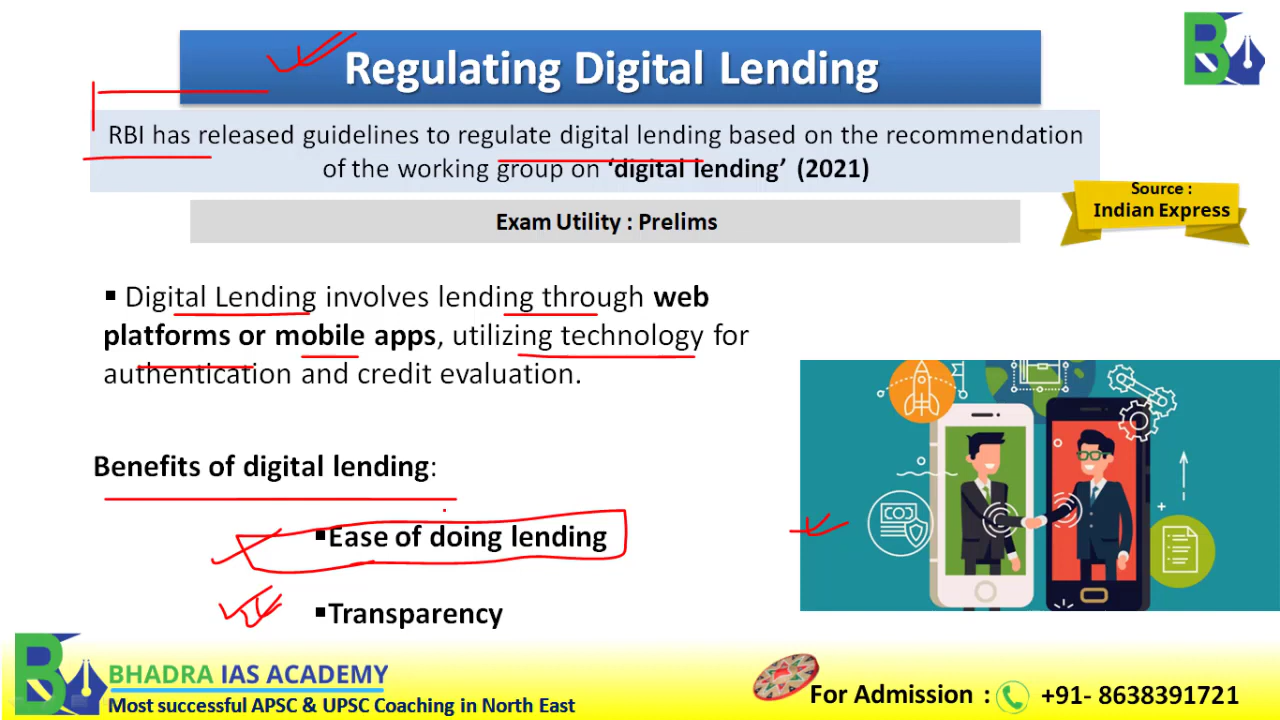 Regulating Digital Lending
RBI has released guidelines to regulate digital lending based on the recommendation
of the working group on ‘digital lending’ (2021)
Source :
Indian Express
Exam Utility : Prelims
▪ Digital Lending involves lending through web
platforms or mobile apps, utilizing technology for
authentication and credit evaluation.
Benefits of digital lending:
▪Ease of doing lending
▪Transparency
BHADRA IAS ACADEMY
Most successful APSC & UPSC Coaching in North East
For Admission : +91- 8638391721